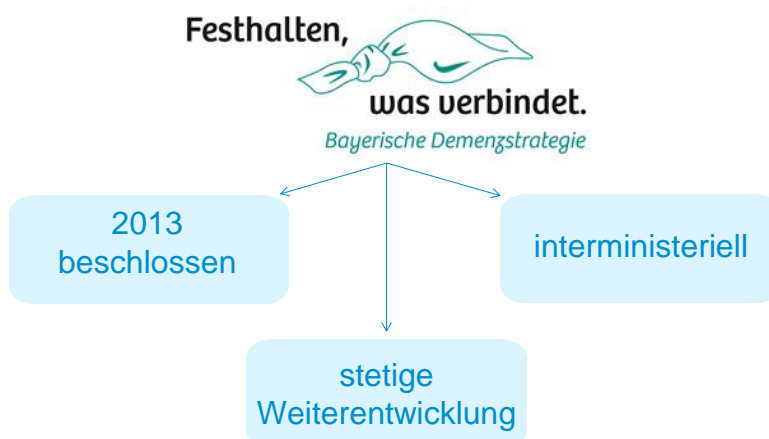 Festhalten,
was verbindet.
Bayerische Demenzstrategie
2013
beschlossen
interministeriell
stetige
Weiterentwicklung